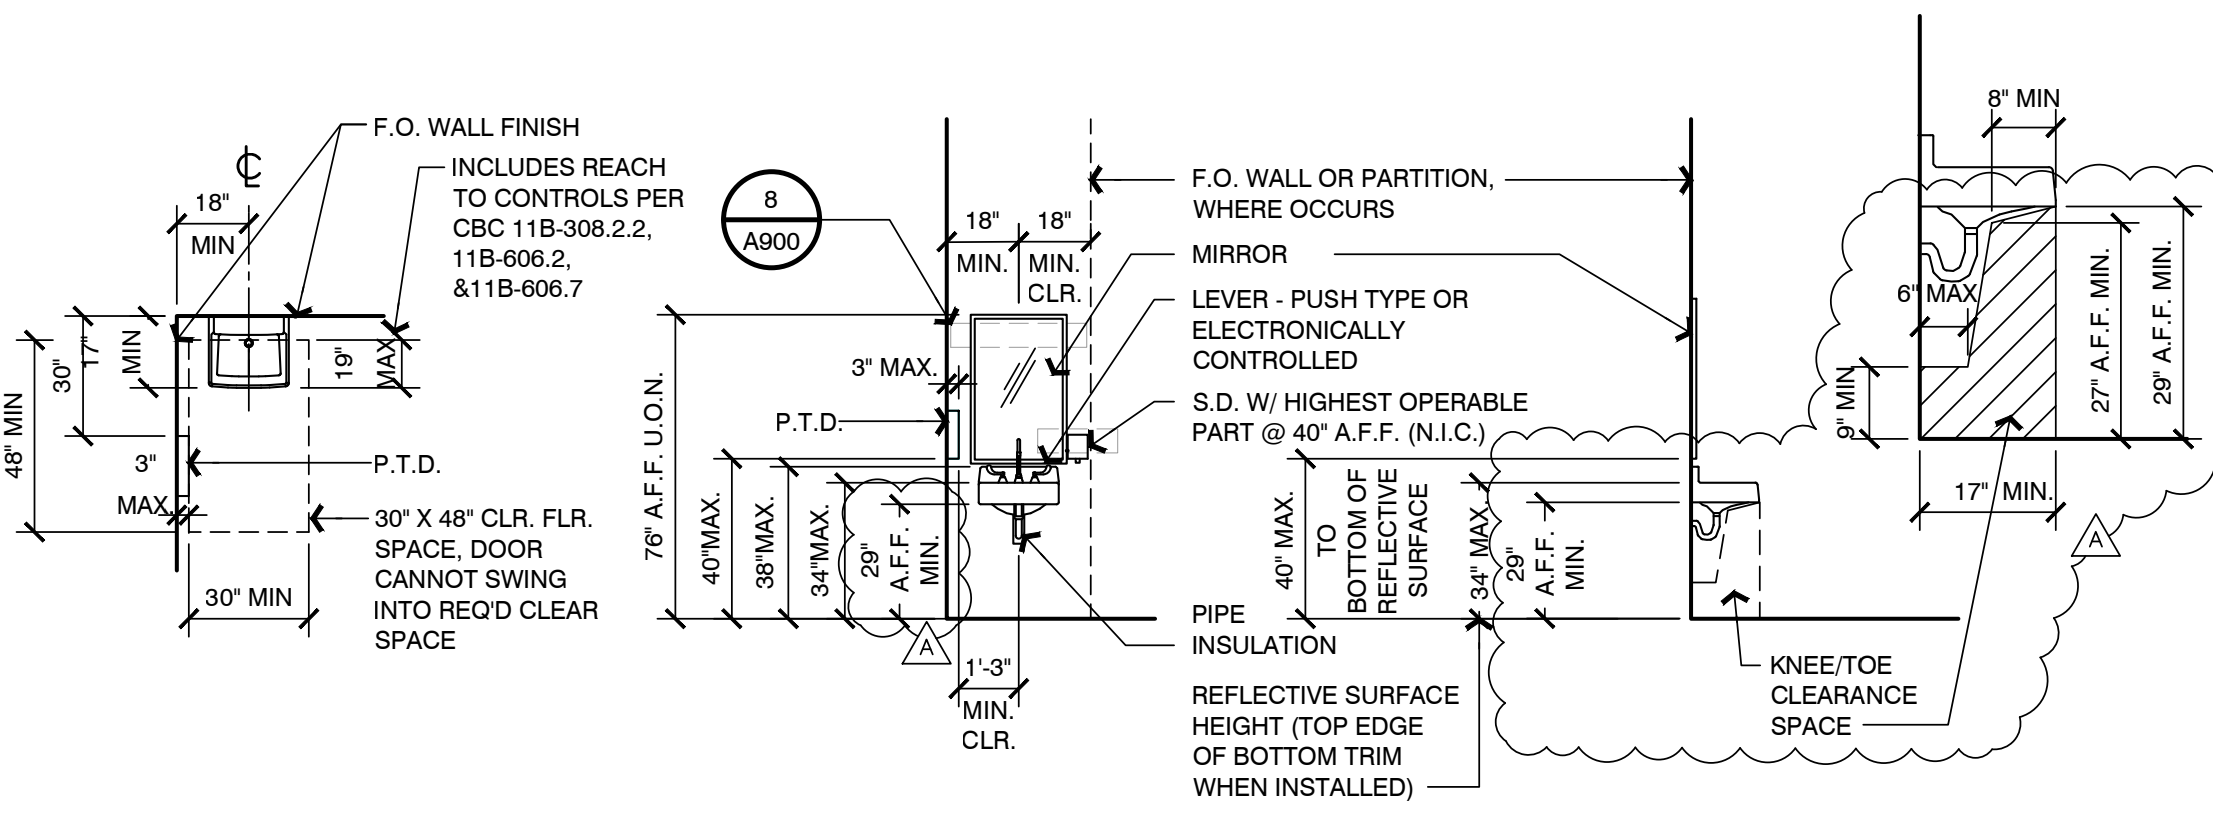 F.O. WALL FINISH
℄
18"
MIN
INCLUDES REACH
TO CONTROLS PER
CBC 11B-308.2.2,
11B-606.2,
&11B-606.7
48" MIN
30"
17"
MIN
19"
MAX
3"
MAX.
P.T.D.
30" X 48" CLR. FLR.
SPACE, DOOR
CANNOT SWING
INTO REQ'D CLEAR
SPACE
30" MIN
8
A900
18"
MIN.
18"
MIN.
CLR.
76" A.F.F. U.O.N.
3" MAX.
P.T.D.
40"MAX.
38"MAX.
34"MAX.
29"
A.F.F.
MIN.
A
1'-3"
MIN.
CLR.
F.O. WALL OR PARTITION,
WHERE OCCURS
MIRROR
LEVER - PUSH TYPE OR
ELECTRONICALLY
CONTROLLED
S.D. W/ HIGHEST OPERABLE
PART @ 40" A.F.F. (N.I.C.)
PIPE
INSULATION
REFLECTIVE SURFACE
HEIGHT (TOP EDGE
OF BOTTOM TRIM
WHEN INSTALLED)
40" MAX.
TO
BOTTOM OF
REFLECTIVE
SURFACE
34" MAX.
29"
A.F.F.
MIN.
KNEE/TOE
CLEARANCE
SPACE
8" MIN
6" MAX
9" MIN
27" A.F.F. MIN.
29" A.F.F. MIN.
17" MIN.
A